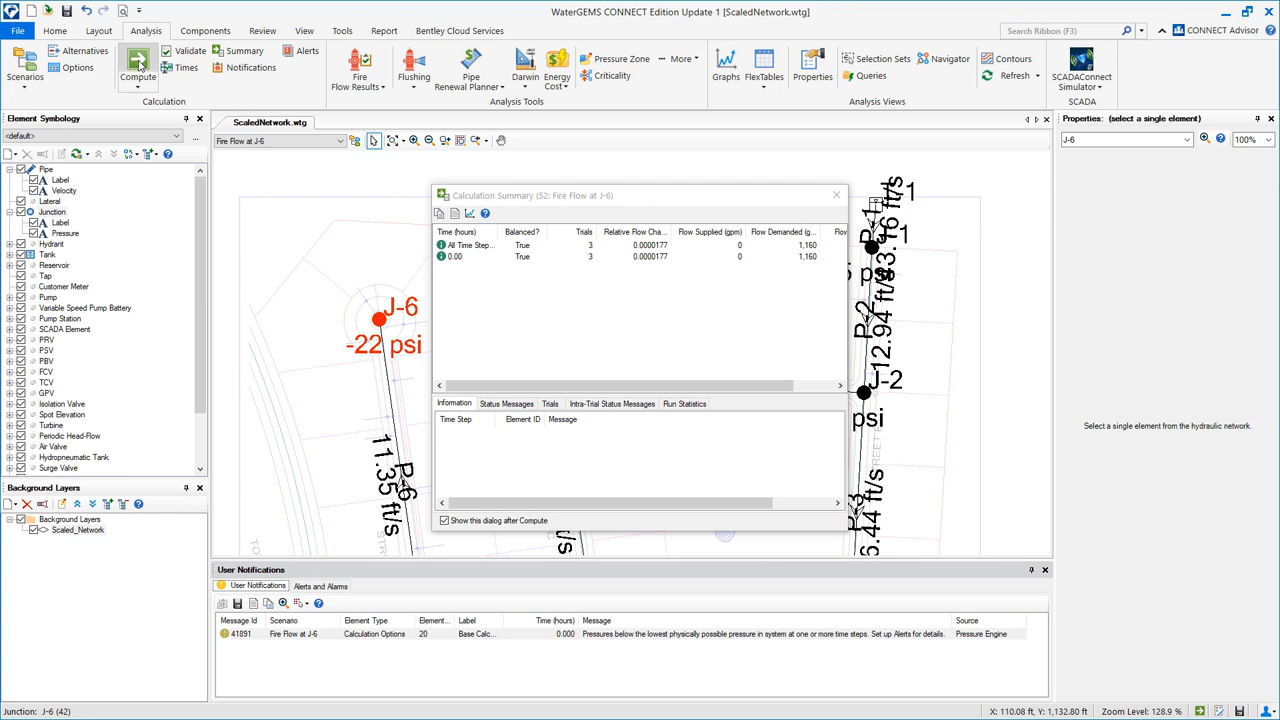 WaterGEMS CONNECT Edition Update 1 [ScaledNetwork.wtg]
File Home Layout Analysis Components Review View Tools Report Bentley Cloud Services
Search Ribbon (F3)
CONNECT Advisor
Scenarios
Alternatives
Options
Compute
Validate
Times
Summary
Notifications
Alerts
Calculation
Fire
Flow Results
Flushing
Pipe
Renewal Planner
Darwin
Energy
Cost
Pressure Zone
Criticality
More
Analysis Tools
Graphs
FlexTables
Properties
Selection Sets
Queries
Navigator
Contours
Refresh
Analysis Views
SCADAConnect
Simulator
SCADA
Element Symbology
<default>
...
Pipe
Label
Velocity
Lateral
Junction
Label
Pressure
Hydrant
Tank
Reservoir
Tap
Customer Meter
Pump
Variable Speed Pump Battery
Pump Station
SCADA Element
PRV
PSV
PBV
FCV
TCV
GPV
Isolation Valve
Spot Elevation
Turbine
Periodic Head-Flow
Air Valve
Hydropneumatic Tank
Surge Valve
Background Layers
Background Layers
Scaled_Network
ScaledNetwork.wtg
Fire Flow at J-6
J-6
-22 psi
P-6
11.35 ft/s
Calculation Summary (52: Fire Flow at J-6)
Time (hours) Balanced? Trials Relative Flow Cha... Flow Supplied (gpm) Flow Demanded (g... Flow
All Time Step... True 3 0.0000177 0 1,160
0.00 True 3 0.0000177 0 1,160
Information Status Messages Trials Intra-Trial Status Messages Run Statistics
Time Step Element ID Message
Show this dialog after Compute
P-2
12.94 ft/s
J-2
psi
P-3
6.44 ft/s
ft/s
User Notifications
User Notifications Alerts and Alarms
Message Id Scenario Element Type Element... Label Time (hours) Message Source
41891 Fire Flow at J-6 Calculation Options 20 Base Calc... 0.000 Pressures below the lowest physically possible pressure in system at one or more time steps. Set up Alerts for details. Pressure Engine
Properties: (select a single element)
J-6
100%
Select a single element from the hydraulic network.
Junction: J-6 (42)
X: 110.08 ft, Y: 1,132.80 ft
Zoom Level: 128.9 %